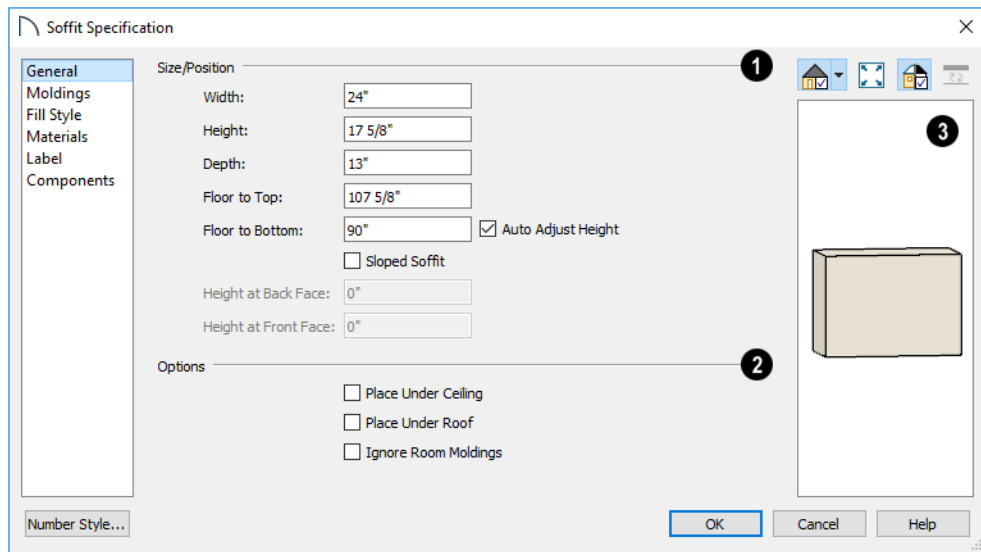 Soffit Specification
General
Moldings
Fill Style
Materials
Label
Components
Size/Position
1
Width: 24"
Height: 17 5/8"
Depth: 13"
Floor to Top: 107 5/8"
Floor to Bottom: 90" Auto Adjust Height
Sloped Soffit
Height at Back Face: 0"
Height at Front Face: 0"
Options
2
Place Under Ceiling
Place Under Roof
Ignore Room Moldings
3
Number Style...
OK
Cancel
Help